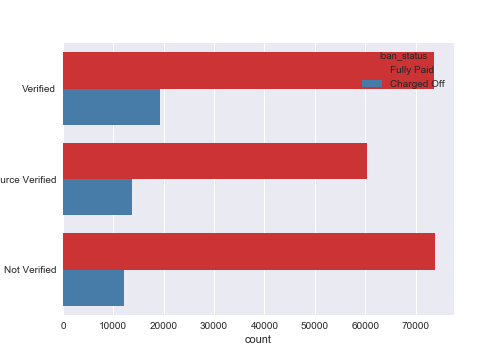 loan_status
Fully Paid
Charged Off
Verified
urce Verified
Not Verified
0 10000 20000 30000 40000 50000 60000 70000
count